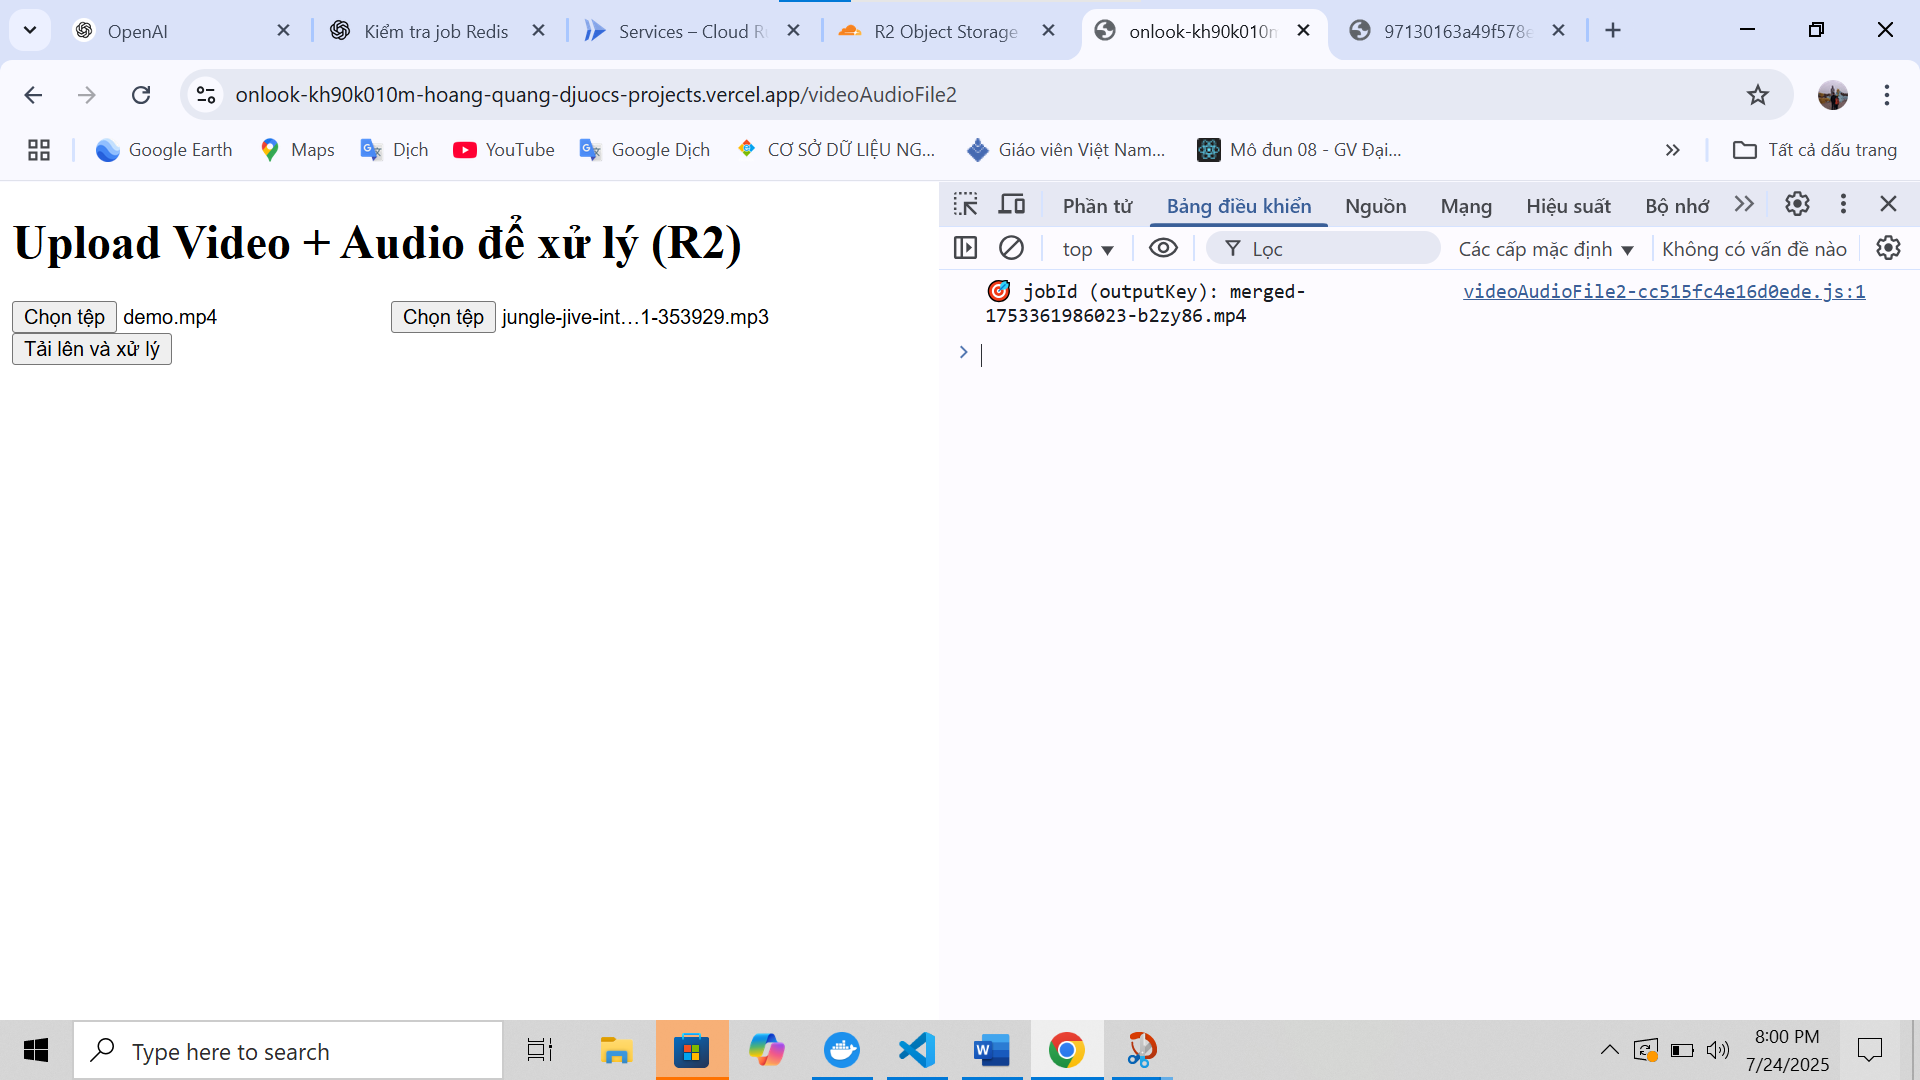 OpenAI
Kiểm tra job Redis
Services – Cloud R
R2 Object Storage
onlook-kh90k010m
97130163a49f578e
onlook-kh90k010m-hoang-quang-djuocs-projects.vercel.app/videoAudioFile2
Google Earth
Maps
Dịch
YouTube
Google Dịch
CƠ SỞ DỮ LIỆU NG...
Giáo viên Việt Nam...
Mô đun 08 - GV Đại...
Tất cả dấu trang
Upload Video + Audio để xử lý (R2)
Chọn tệp demo.mp4
Chọn tệp jungle-jive-int...1-353929.mp3
Tải lên và xử lý
Phần tử
Bảng điều khiển
Nguồn
Mạng
Hiệu suất
Bộ nhớ
top
Lọc
Các cấp mặc định
Không có vấn đề nào
🎯 jobId (outputKey): merged-
1753361986023-b2zy86.mp4
videoAudioFile2-cc515fc4e16d0ede.js:1
Type here to search
8:00 PM
7/24/2025